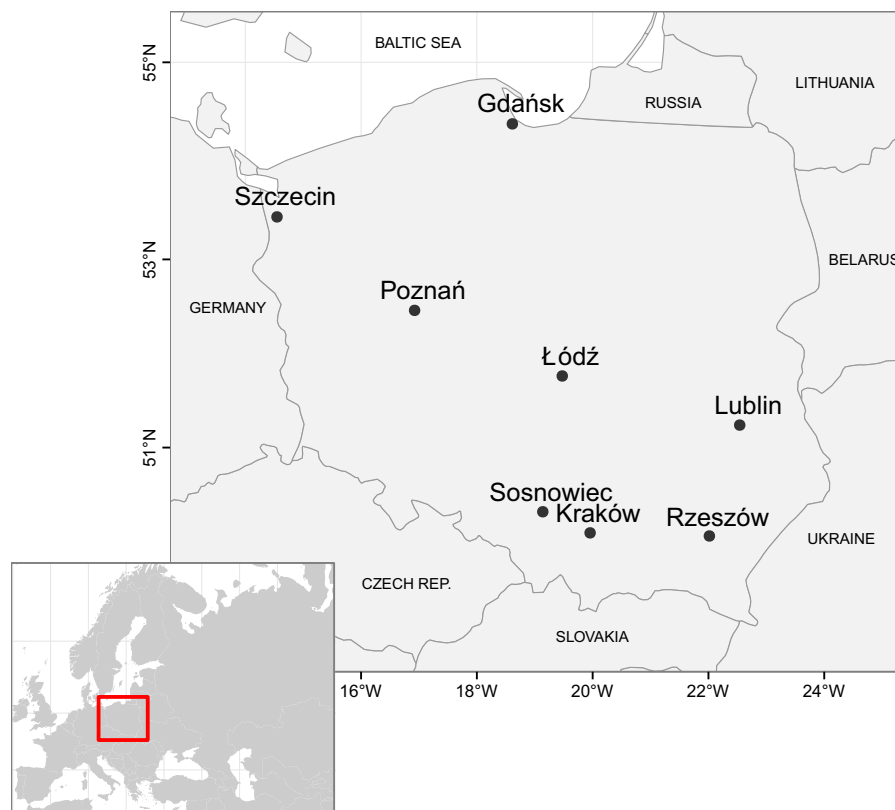 BALTIC SEA
55°N
LITHUANIA
Gdańsk
RUSSIA
Szczecin
53°N
BELARUS
Poznań
GERMANY
Łódź
Lublin
51°N
Sosnowiec
Kraków
Rzeszów
UKRAINE
CZECH REP.
SLOVAKIA
16°W
18°W
20°W
22°W
24°W